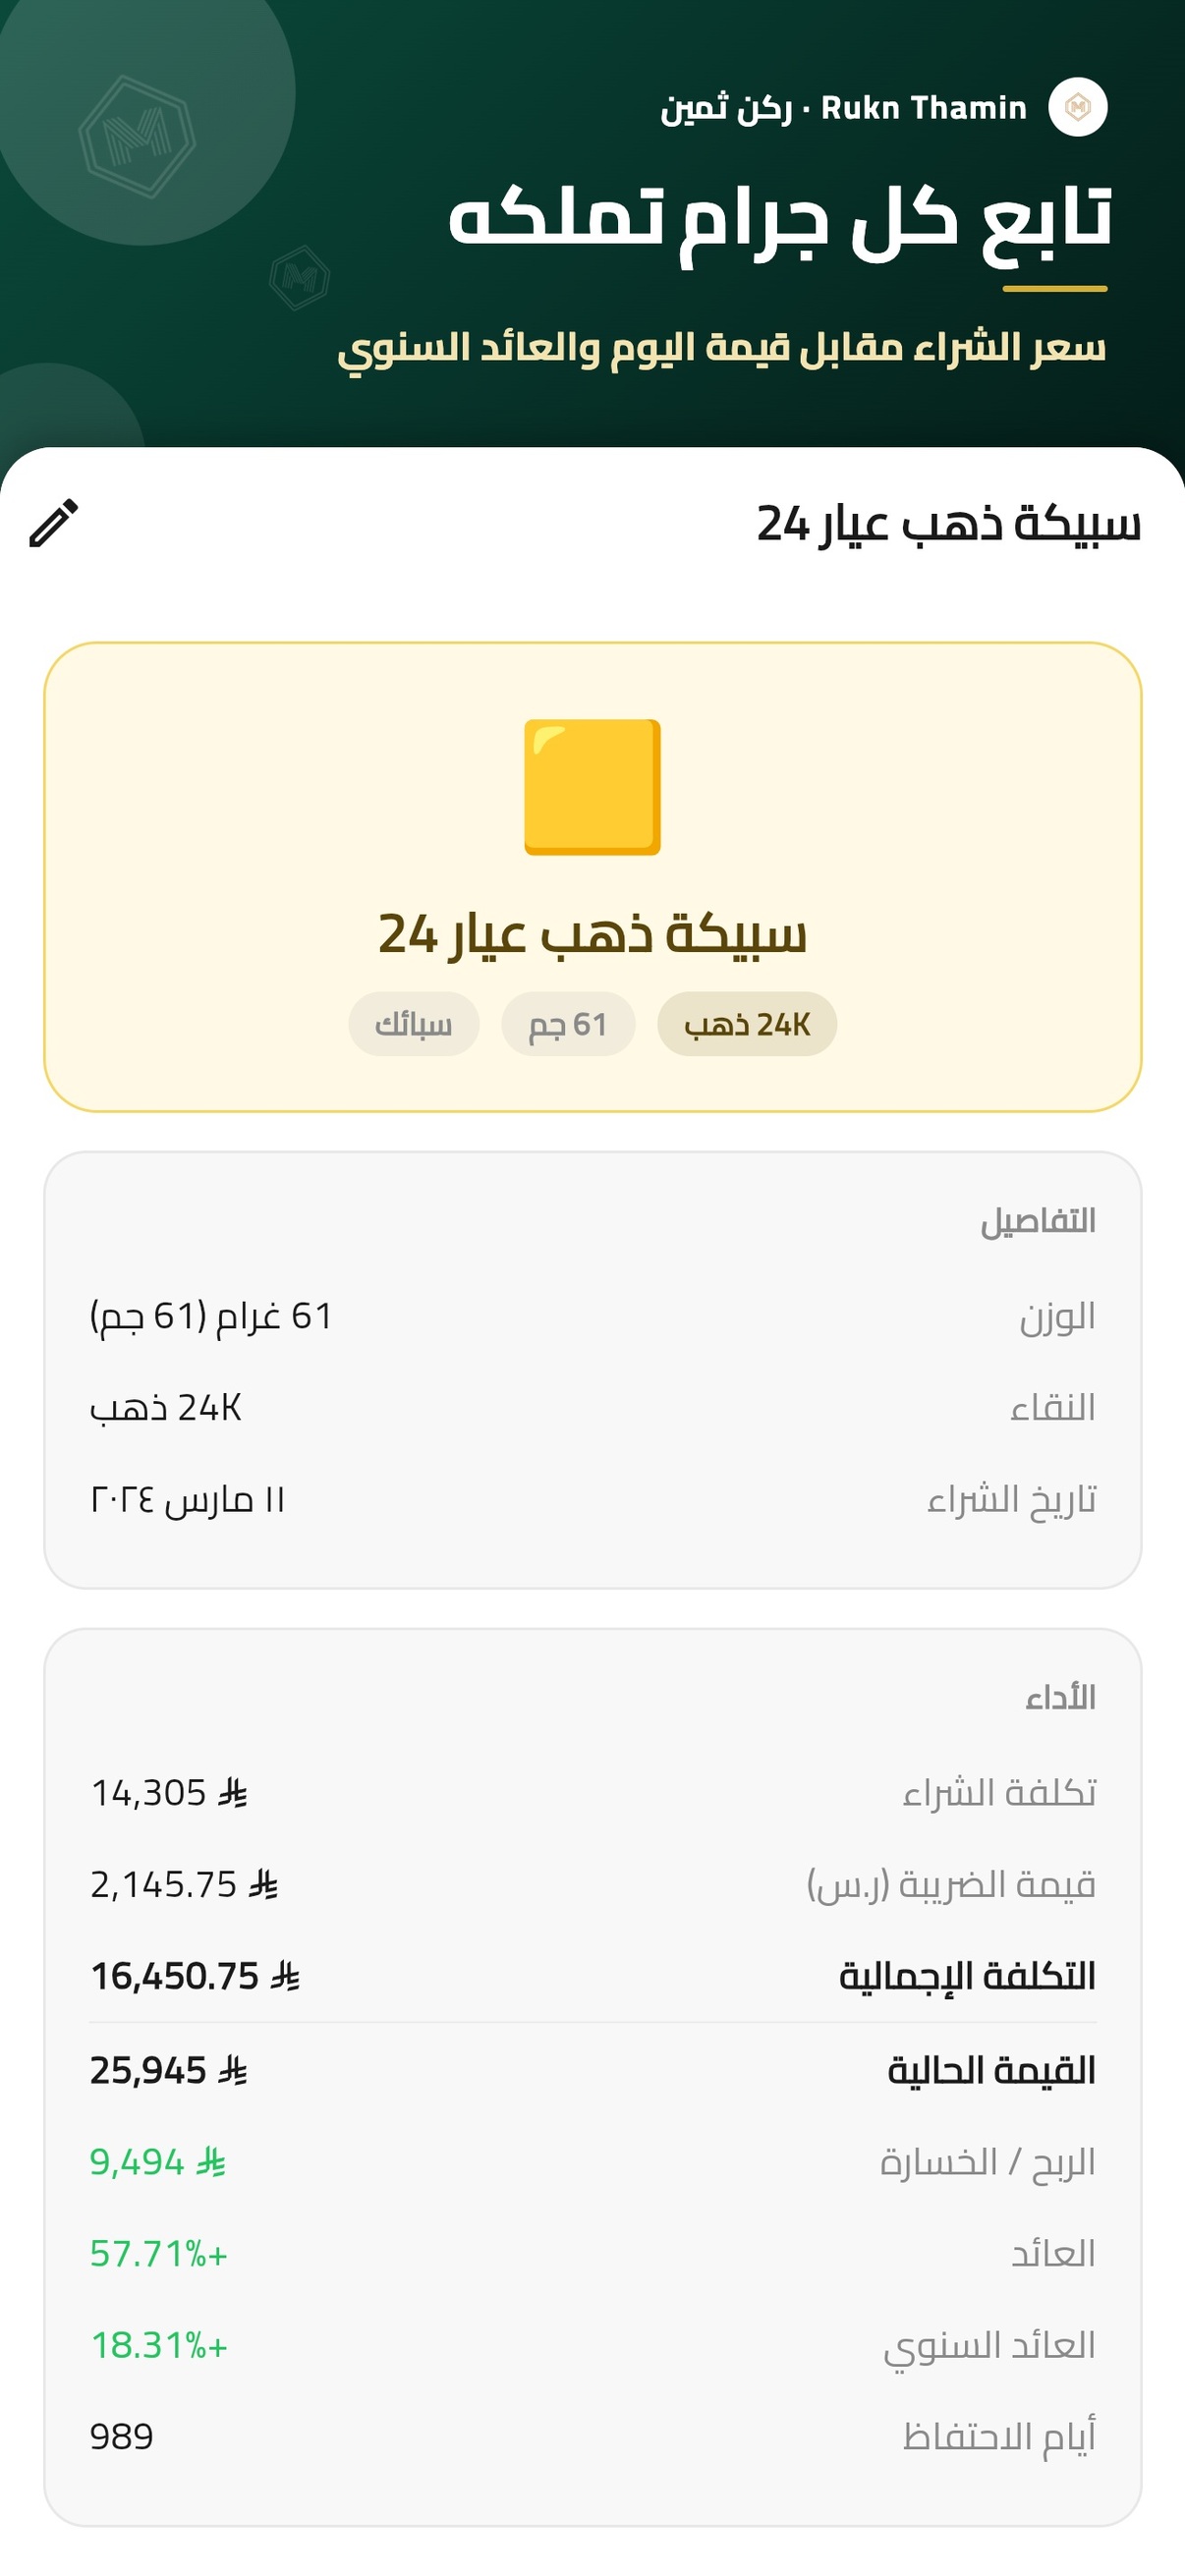 Rukn Thamin · ركن ثمين
تابع كل جرام تملكه
سعر الشراء مقابل قيمة اليوم والعائد السنوي
سبيكة ذهب عيار 24
سبيكة ذهب عيار 24
24K ذهب
61 جم
سبائك
التفاصيل
الوزن 61 غرام (61 جم)
النقاء 24K ذهب
تاريخ الشراء ١١ مارس ٢٠٢٤
الأداء
تكلفة الشراء ⃁ 14,305
قيمة الضريبة (ر.س) ⃁ 2,145.75
التكلفة الإجمالية ⃁ 16,450.75
القيمة الحالية ⃁ 25,945
الربح / الخسارة ⃁ 9,494
العائد +57.71%
العائد السنوي +18.31%
أيام الاحتفاظ 989